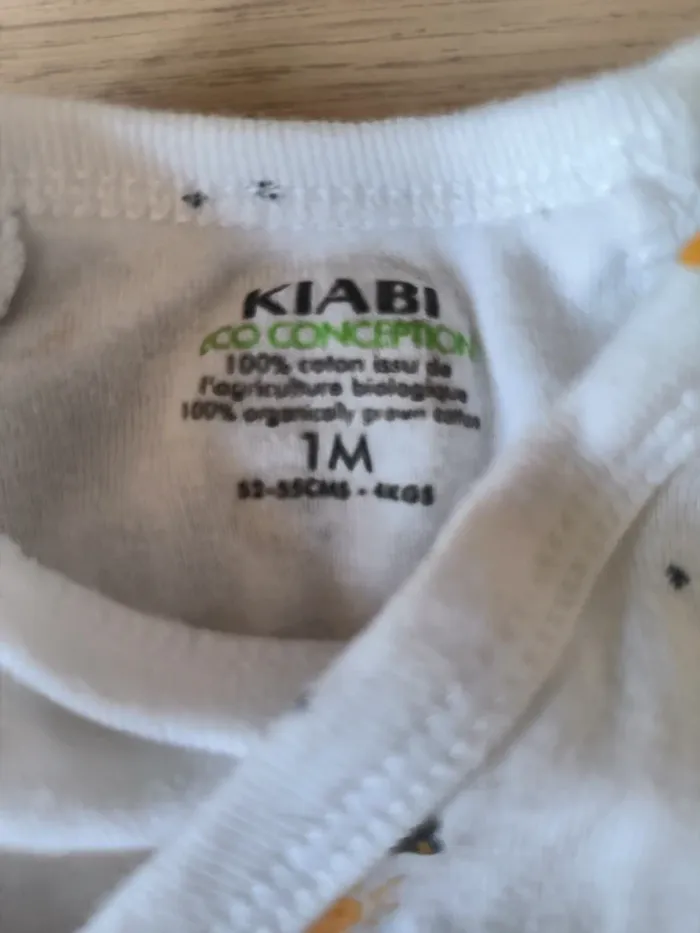 KIABI
ECO CONCEPTION
100% coton issu de
l'agriculture biologique
100% organically grown cotton
1M
52-55CMS - 4KGS